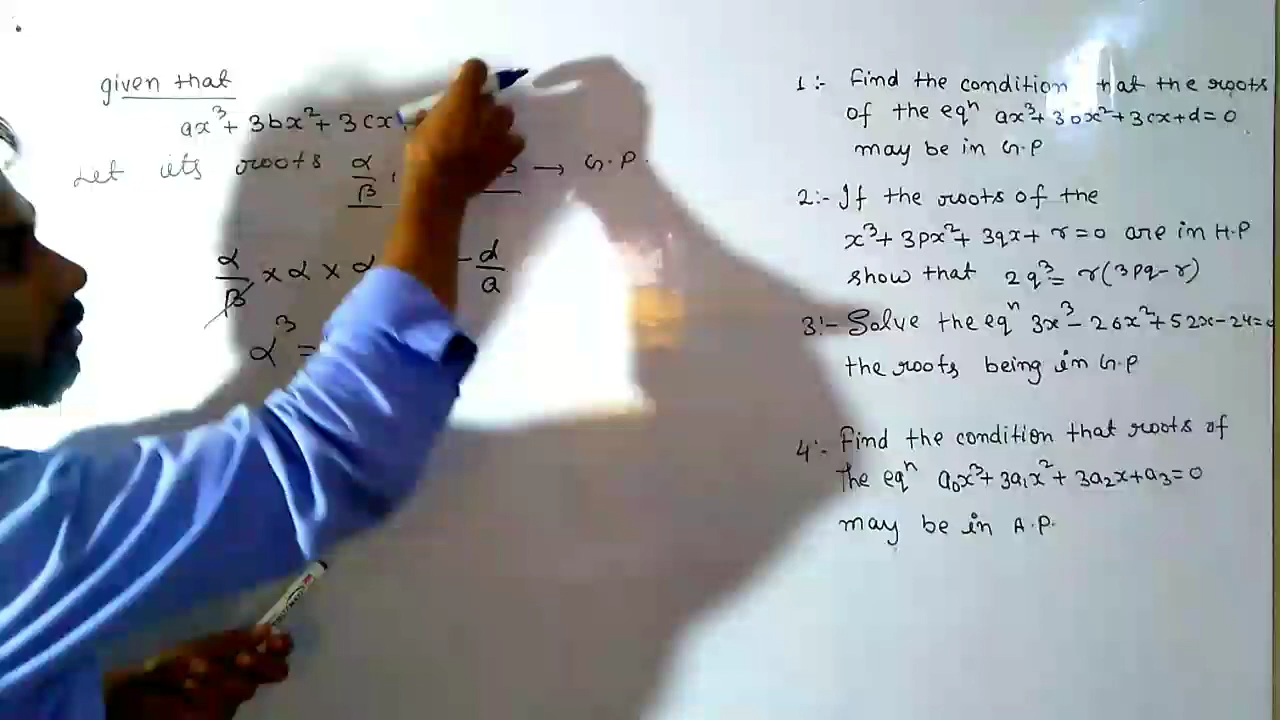 given that
ax³ + 3bx² + 3cx
Let its roots α/β, → G.P.
α/β × α × α - d/a
α³ =
1:- Find the condition that the roots
of the eqⁿ ax³ + 3bx² + 3cx + d = 0
may be in G.P
2:- If the roots of the
x³ + 3px² + 3qx + r = 0 are in H.P
show that 2q³ = r(3pq - r)
3:- Solve the eqⁿ 3x³ - 26x² + 52x - 24 = 0
the roots being in G.P
4:- Find the condition that roots of
the eqⁿ a₀x³ + 3a₁x² + 3a₂x + a₃ = 0
may be in A.P.